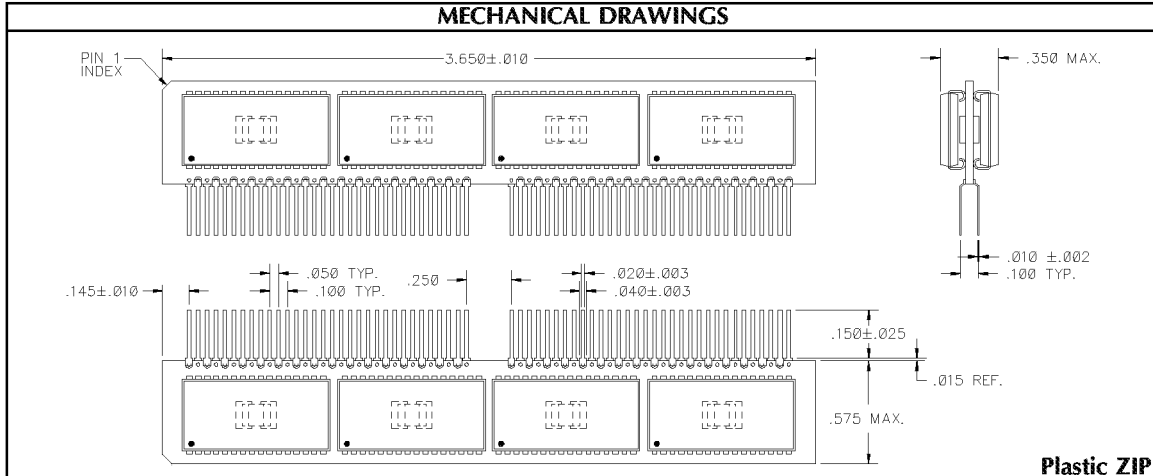 MECHANICAL DRAWINGS
PIN 1
INDEX
3.650±.010
.350 MAX.
.010 ±.002
.100 TYP.
.050 TYP.
.100 TYP.
.145±.010
.250
.020±.003
.040±.003
.150±.025
.015 REF.
.575 MAX.
Plastic ZIP